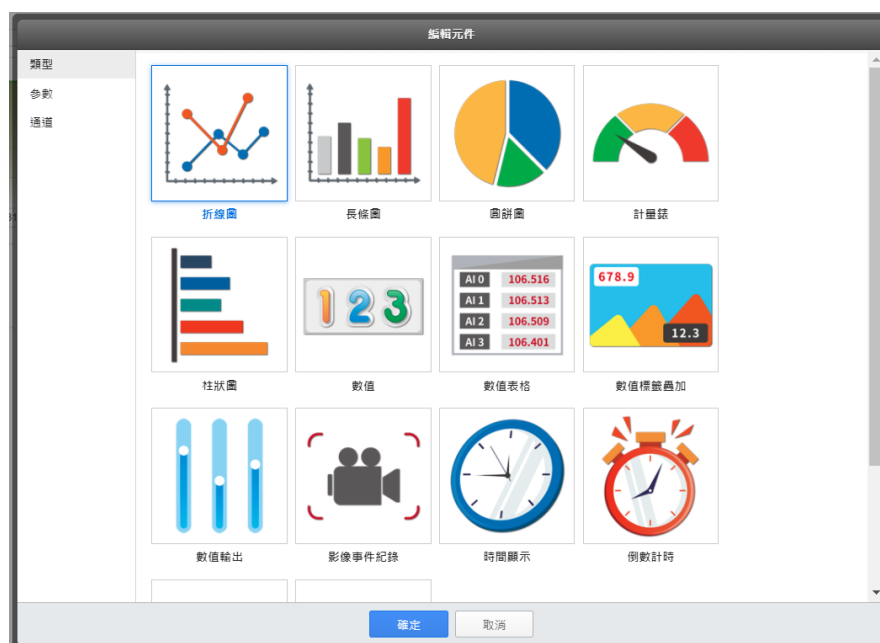 編輯元件
類型
參數
通道
折線圖
長條圖
圓餅圖
計量錶
柱狀圖
123
數值
AI 0 106.516
AI 1 106.513
AI 2 106.509
AI 3 106.401
數值表格
678.9
12.3
數值標籤疊加
數值輸出
影像事件紀錄
時間顯示
倒數計時
確定
取消